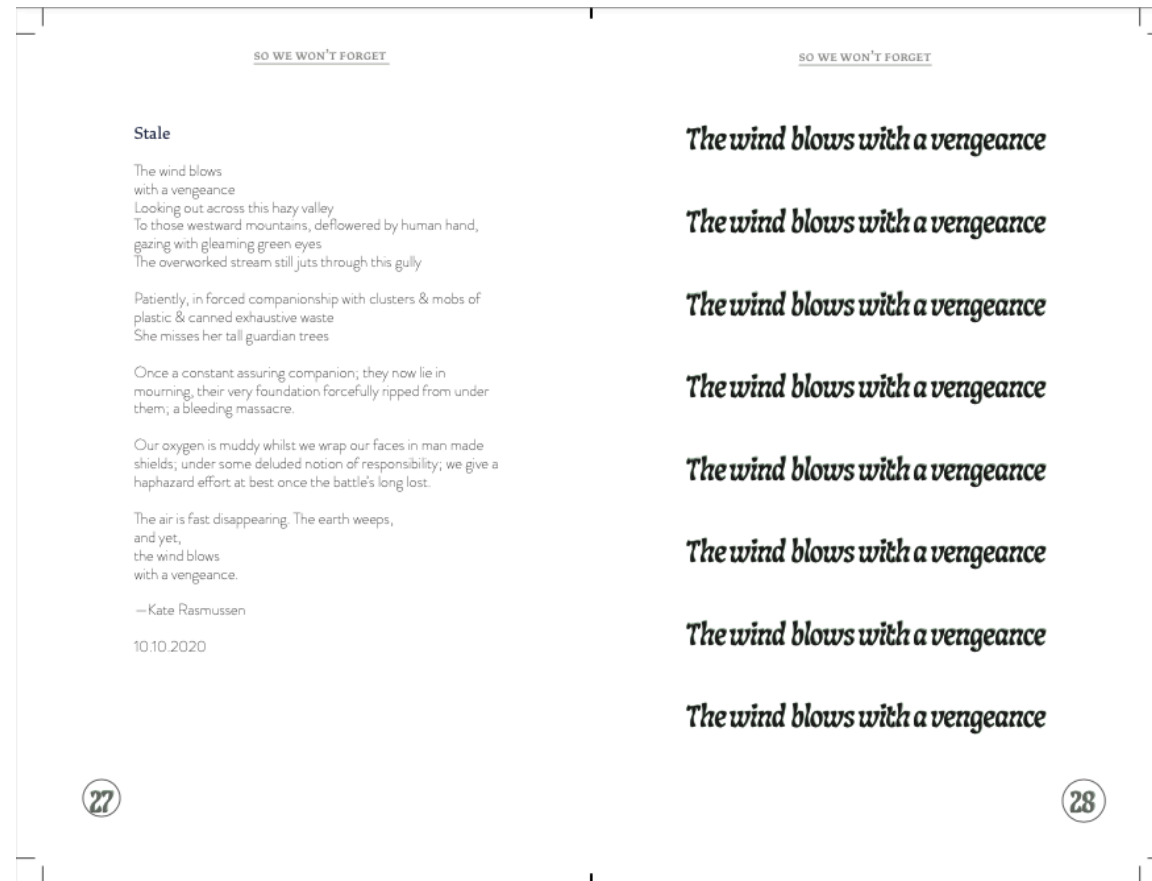 SO WE WON'T FORGET
Stale
The wind blows
with a vengeance
Looking out across this hazy valley
To those westward mountains, deflowered by human hand,
gazing with gleaming green eyes
The overworked stream still juts through this gully
Patiently, in forced companionship with clusters & mobs of
plastic & canned exhaustive waste
She misses her tall guardian trees
Once a constant assuring companion; they now lie in
mourning, their very foundation forcefully ripped from under
them; a bleeding massacre.
Our oxygen is muddy whilst we wrap our faces in man made
shields; under some deluded notion of responsibility; we give a
haphazard effort at best once the battle's long lost.
The air is fast disappearing. The earth weeps,
and yet,
the wind blows
with a vengeance.
—Kate Rasmussen
10.10.2020
27
SO WE WON'T FORGET
The wind blows with a vengeance
The wind blows with a vengeance
The wind blows with a vengeance
The wind blows with a vengeance
The wind blows with a vengeance
The wind blows with a vengeance
The wind blows with a vengeance
The wind blows with a vengeance
28